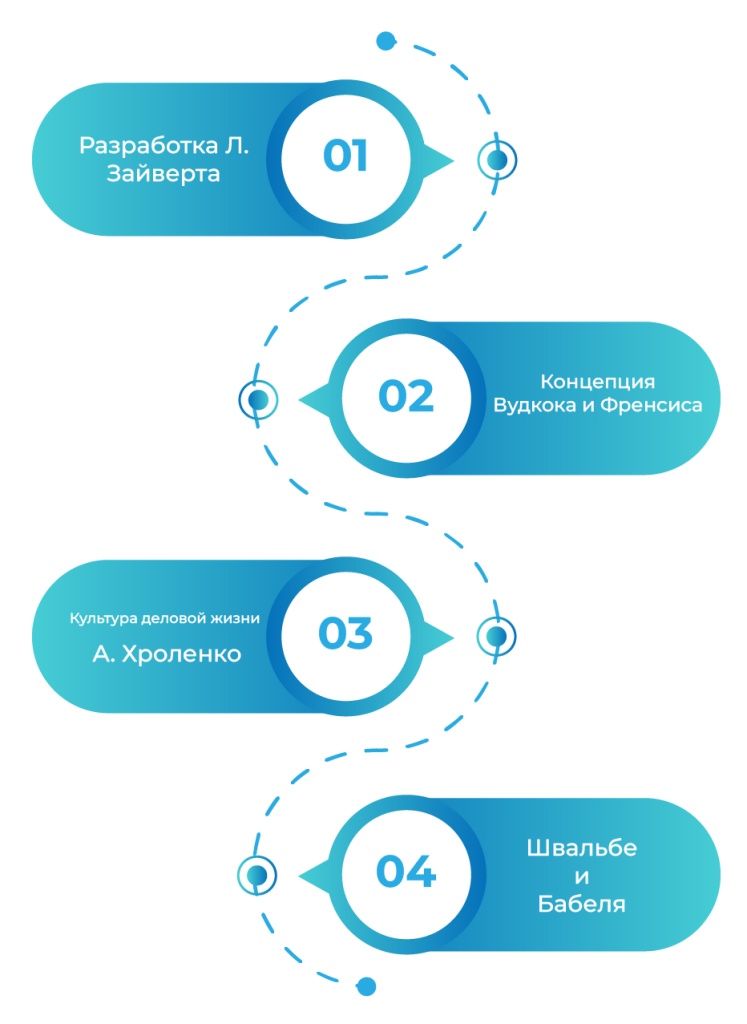 Разработка Л.
Зайверта
01
02
Концепция
Вудкока и Френсиса
Культура деловой жизни
А. Хроленко
03
04
Швальбе
и
Бабеля